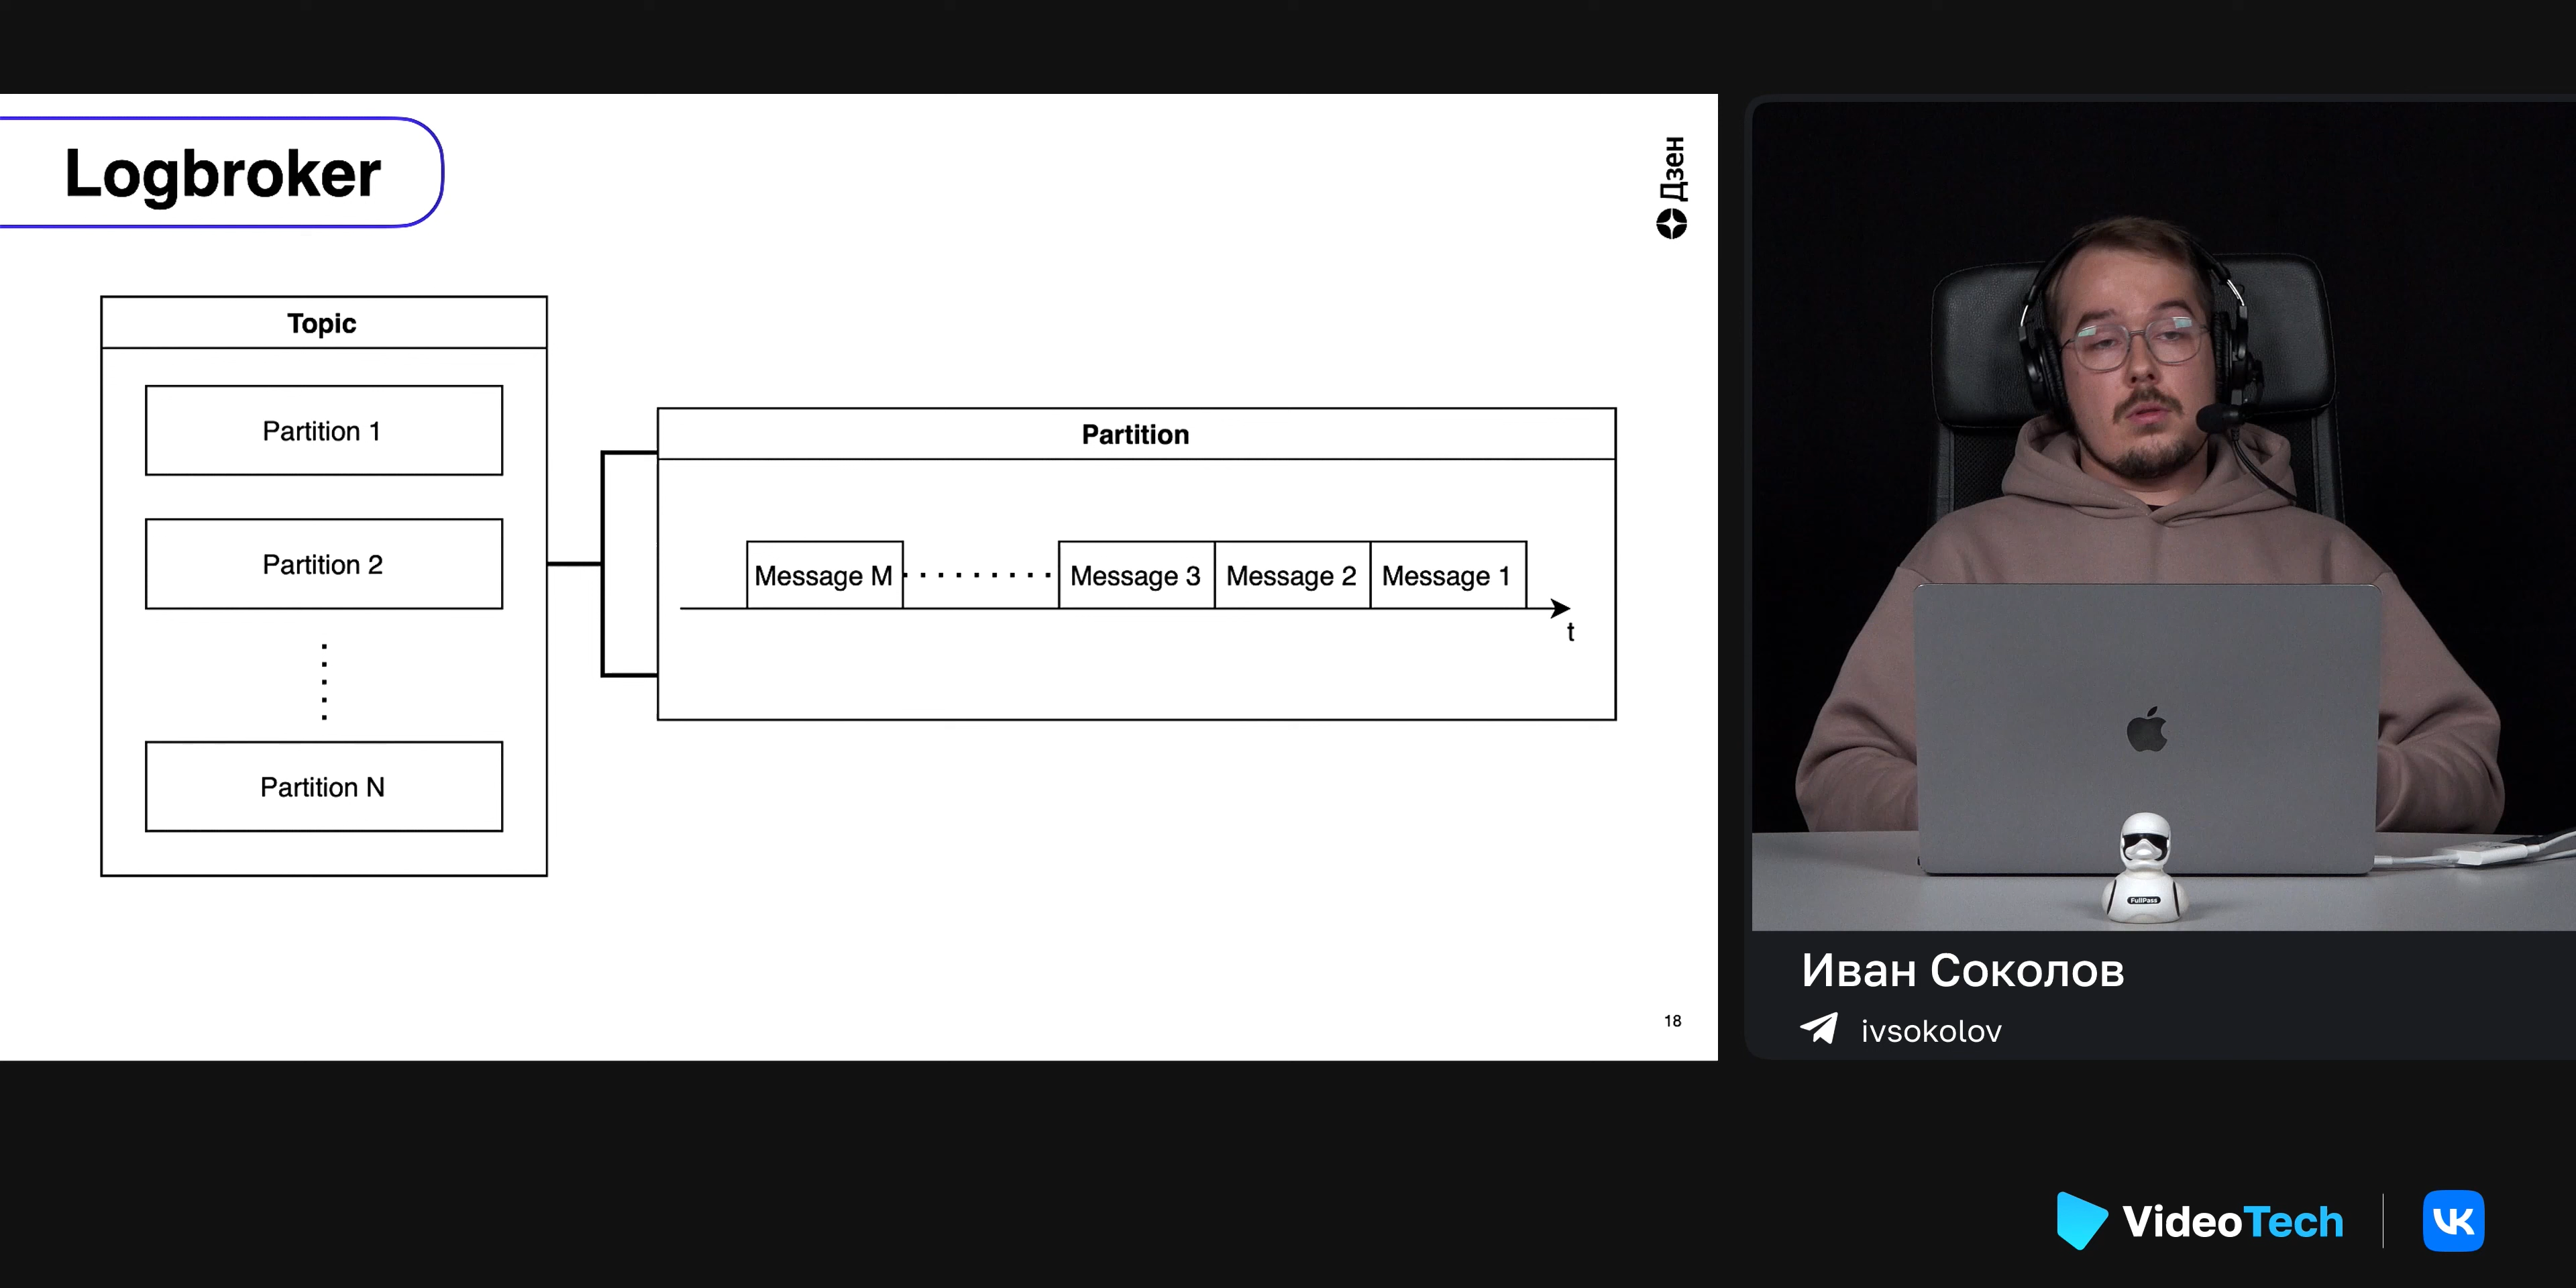 Logbroker
Дзен
Topic
Partition 1
Partition 2
Partition N
Partition
Message M
Message 3
Message 2
Message 1
t
18
FullPass
Иван Соколов
ivsokolov
VideoTech
VK